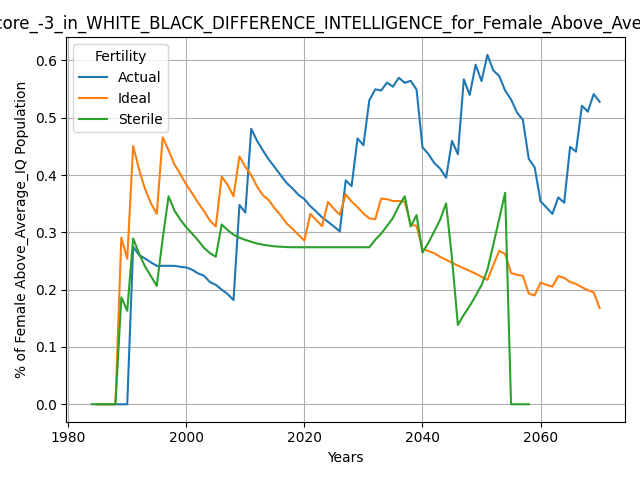 core_-3_in_WHITE_BLACK_DIFFERENCE_INTELLIGENCE_for_Female_Above_Ave
Fertility
Actual
Ideal
Sterile
% of Female Above_Average_IQ Population
0.6
0.5
0.4
0.3
0.2
0.1
0.0
1980
2000
2020
2040
2060
Years